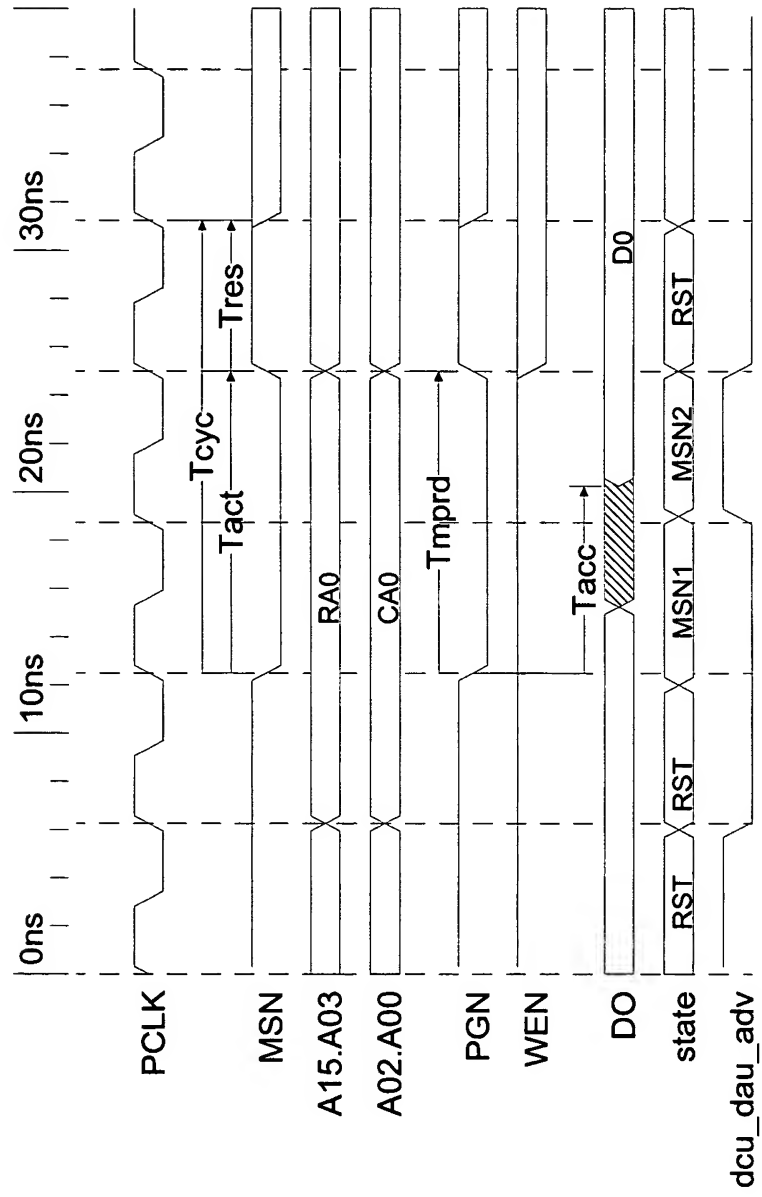 0ns
10ns
20ns
30ns
PCLK
Tcyc
Tact
Tres
MSN
A15.A03
RA0
A02.A00
CA0
Tmprd
PGN
WEN
Tacc
DO
D0
state
RST
RST
MSN1
MSN2
RST
dcu_dau_adv